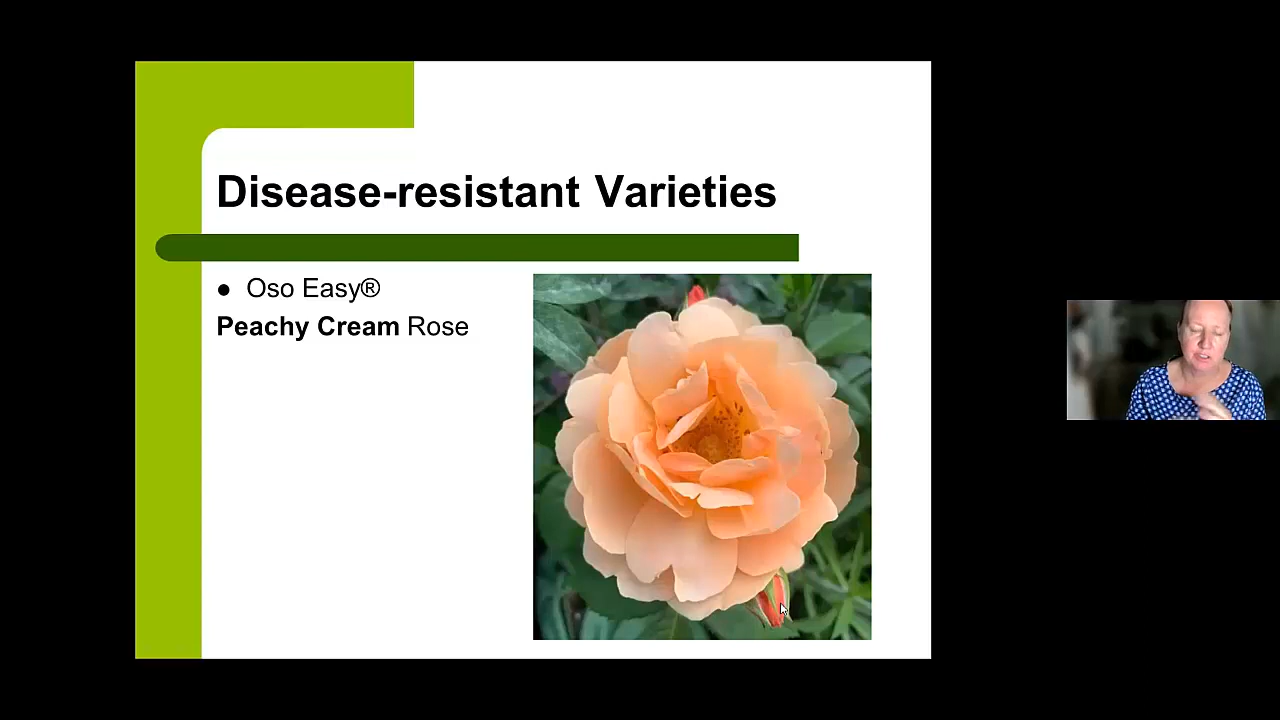 Disease-resistant Varieties
● Oso Easy®
Peachy Cream Rose